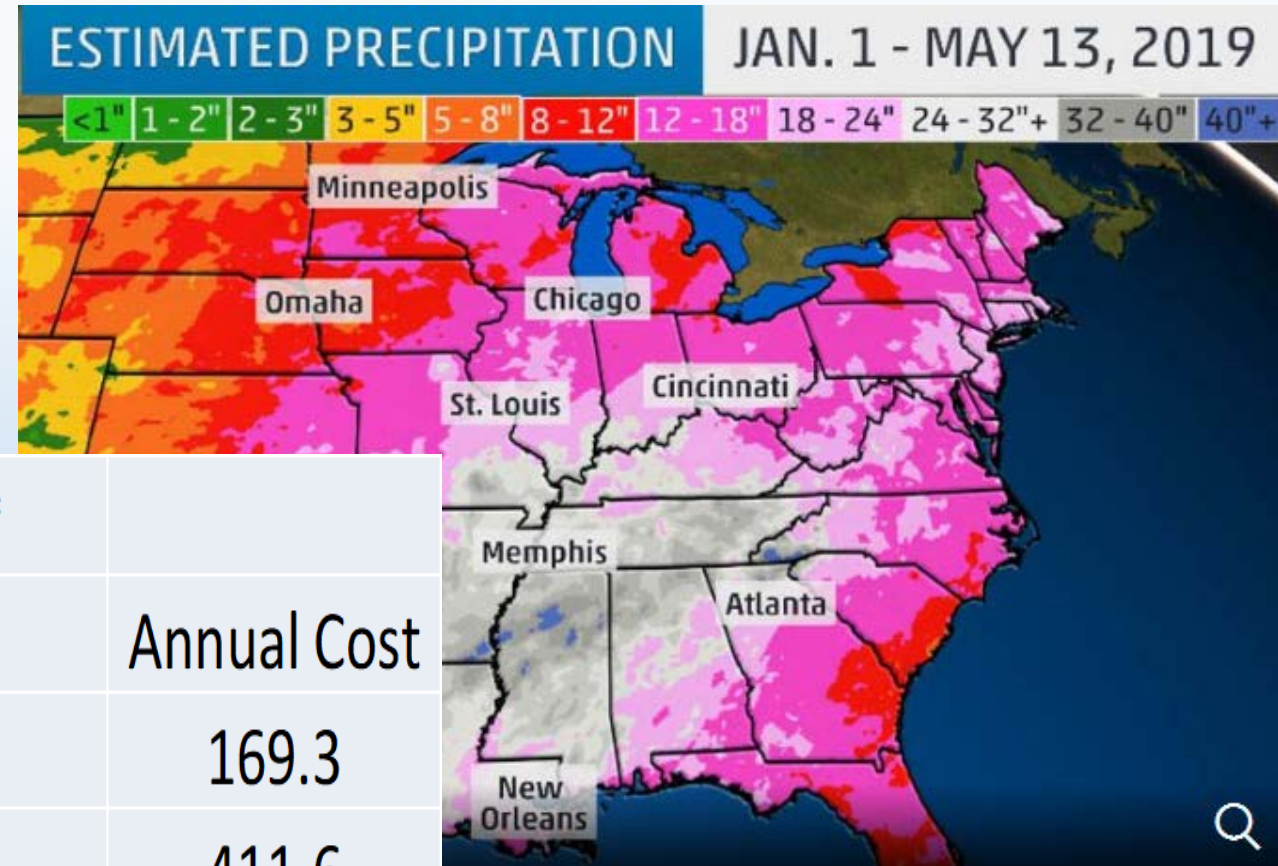 ESTIMATED PRECIPITATION JAN. 1 - MAY 13, 2019
<1" 1 - 2" 2 - 3" 3 - 5" 5 - 8" 8 - 12" 12 - 18" 18 - 24" 24 - 32"+ 32 - 40" 40"+
Minneapolis
Omaha
Chicago
Cincinnati
St. Louis
Memphis
Atlanta
New
Orleans
Annual Cost
169.3
411.6